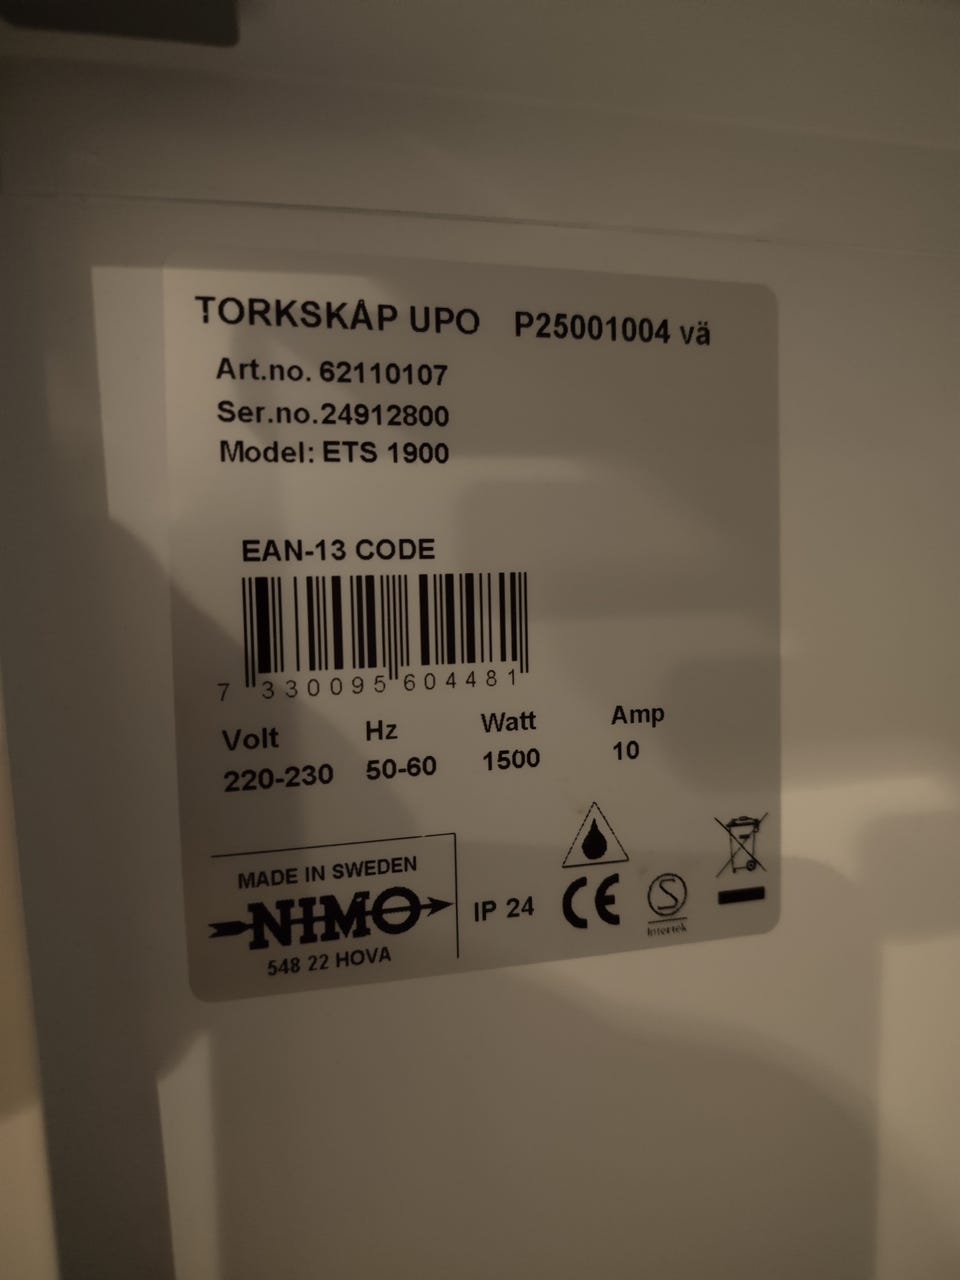 TORKSKÅP UPO P25001004 vä
Art.no. 62110107
Ser.no.24912800
Model: ETS 1900
EAN-13 CODE
7 330095 604481
Volt Hz Watt Amp
220-230 50-60 1500 10
MADE IN SWEDEN
NIMO
548 22 HOVA
IP 24
CE
S
Intertek